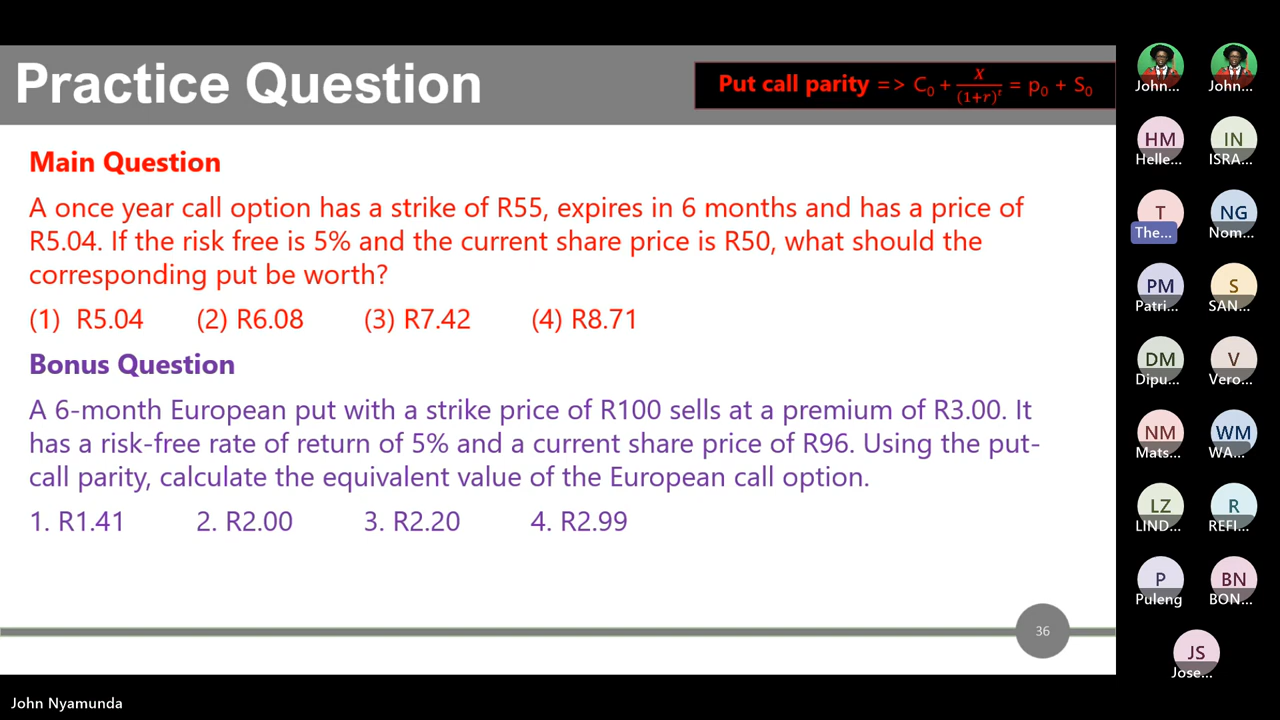 Practice Question
Put call parity => C₀ + X/(1+r)ᵗ = p₀ + S₀
Main Question
A once year call option has a strike of R55, expires in 6 months and has a price of
R5.04. If the risk free is 5% and the current share price is R50, what should the
corresponding put be worth?
(1) R5.04 (2) R6.08 (3) R7.42 (4) R8.71
Bonus Question
A 6-month European put with a strike price of R100 sells at a premium of R3.00. It
has a risk-free rate of return of 5% and a current share price of R96. Using the put-
call parity, calculate the equivalent value of the European call option.
1. R1.41 2. R2.00 3. R2.20 4. R2.99
36
John Nyamunda
John... John...
HM IN
Helle... ISRA...
T NG
The... Nom...
PM S
Patri... SAN...
DM V
Dipu... Vero...
NM WM
Mats... WA...
LZ R
LIND... REFI...
P BN
Puleng BON...
JS
Jose...